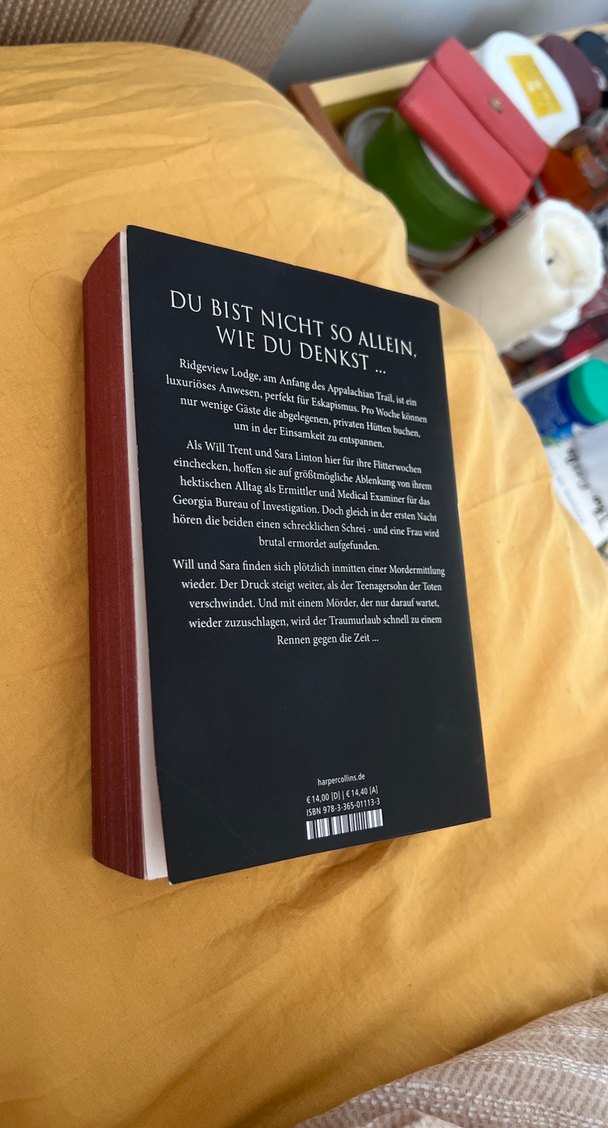 DU BIST NICHT SO ALLEIN,
WIE DU DENKST ...
Ridgeview Lodge, am Anfang des Appalachian Trail, ist ein
luxuriöses Anwesen, perfekt für Eskapismus. Pro Woche können
nur wenige Gäste die abgelegenen, privaten Hütten buchen,
um in der Einsamkeit zu entspannen.
Als Will Trent und Sara Linton hier für ihre Flitterwochen
einchecken, hoffen sie auf größtmögliche Ablenkung von ihrem
hektischen Alltag als Ermittler und Medical Examiner für das
Georgia Bureau of Investigation. Doch gleich in der ersten Nacht
hören die beiden einen schrecklichen Schrei - und eine Frau wird
brutal ermordet aufgefunden.
Will und Sara finden sich plötzlich inmitten einer Mordermittlung
wieder. Der Druck steigt weiter, als der Teenagersohn der Toten
verschwindet. Und mit einem Mörder, der nur darauf wartet,
wieder zuzuschlagen, wird der Traumurlaub schnell zu einem
Rennen gegen die Zeit ...
harpercollins.de
€ 14,00 [D] | € 14,40 [A]
ISBN 978-3-365-01113-3